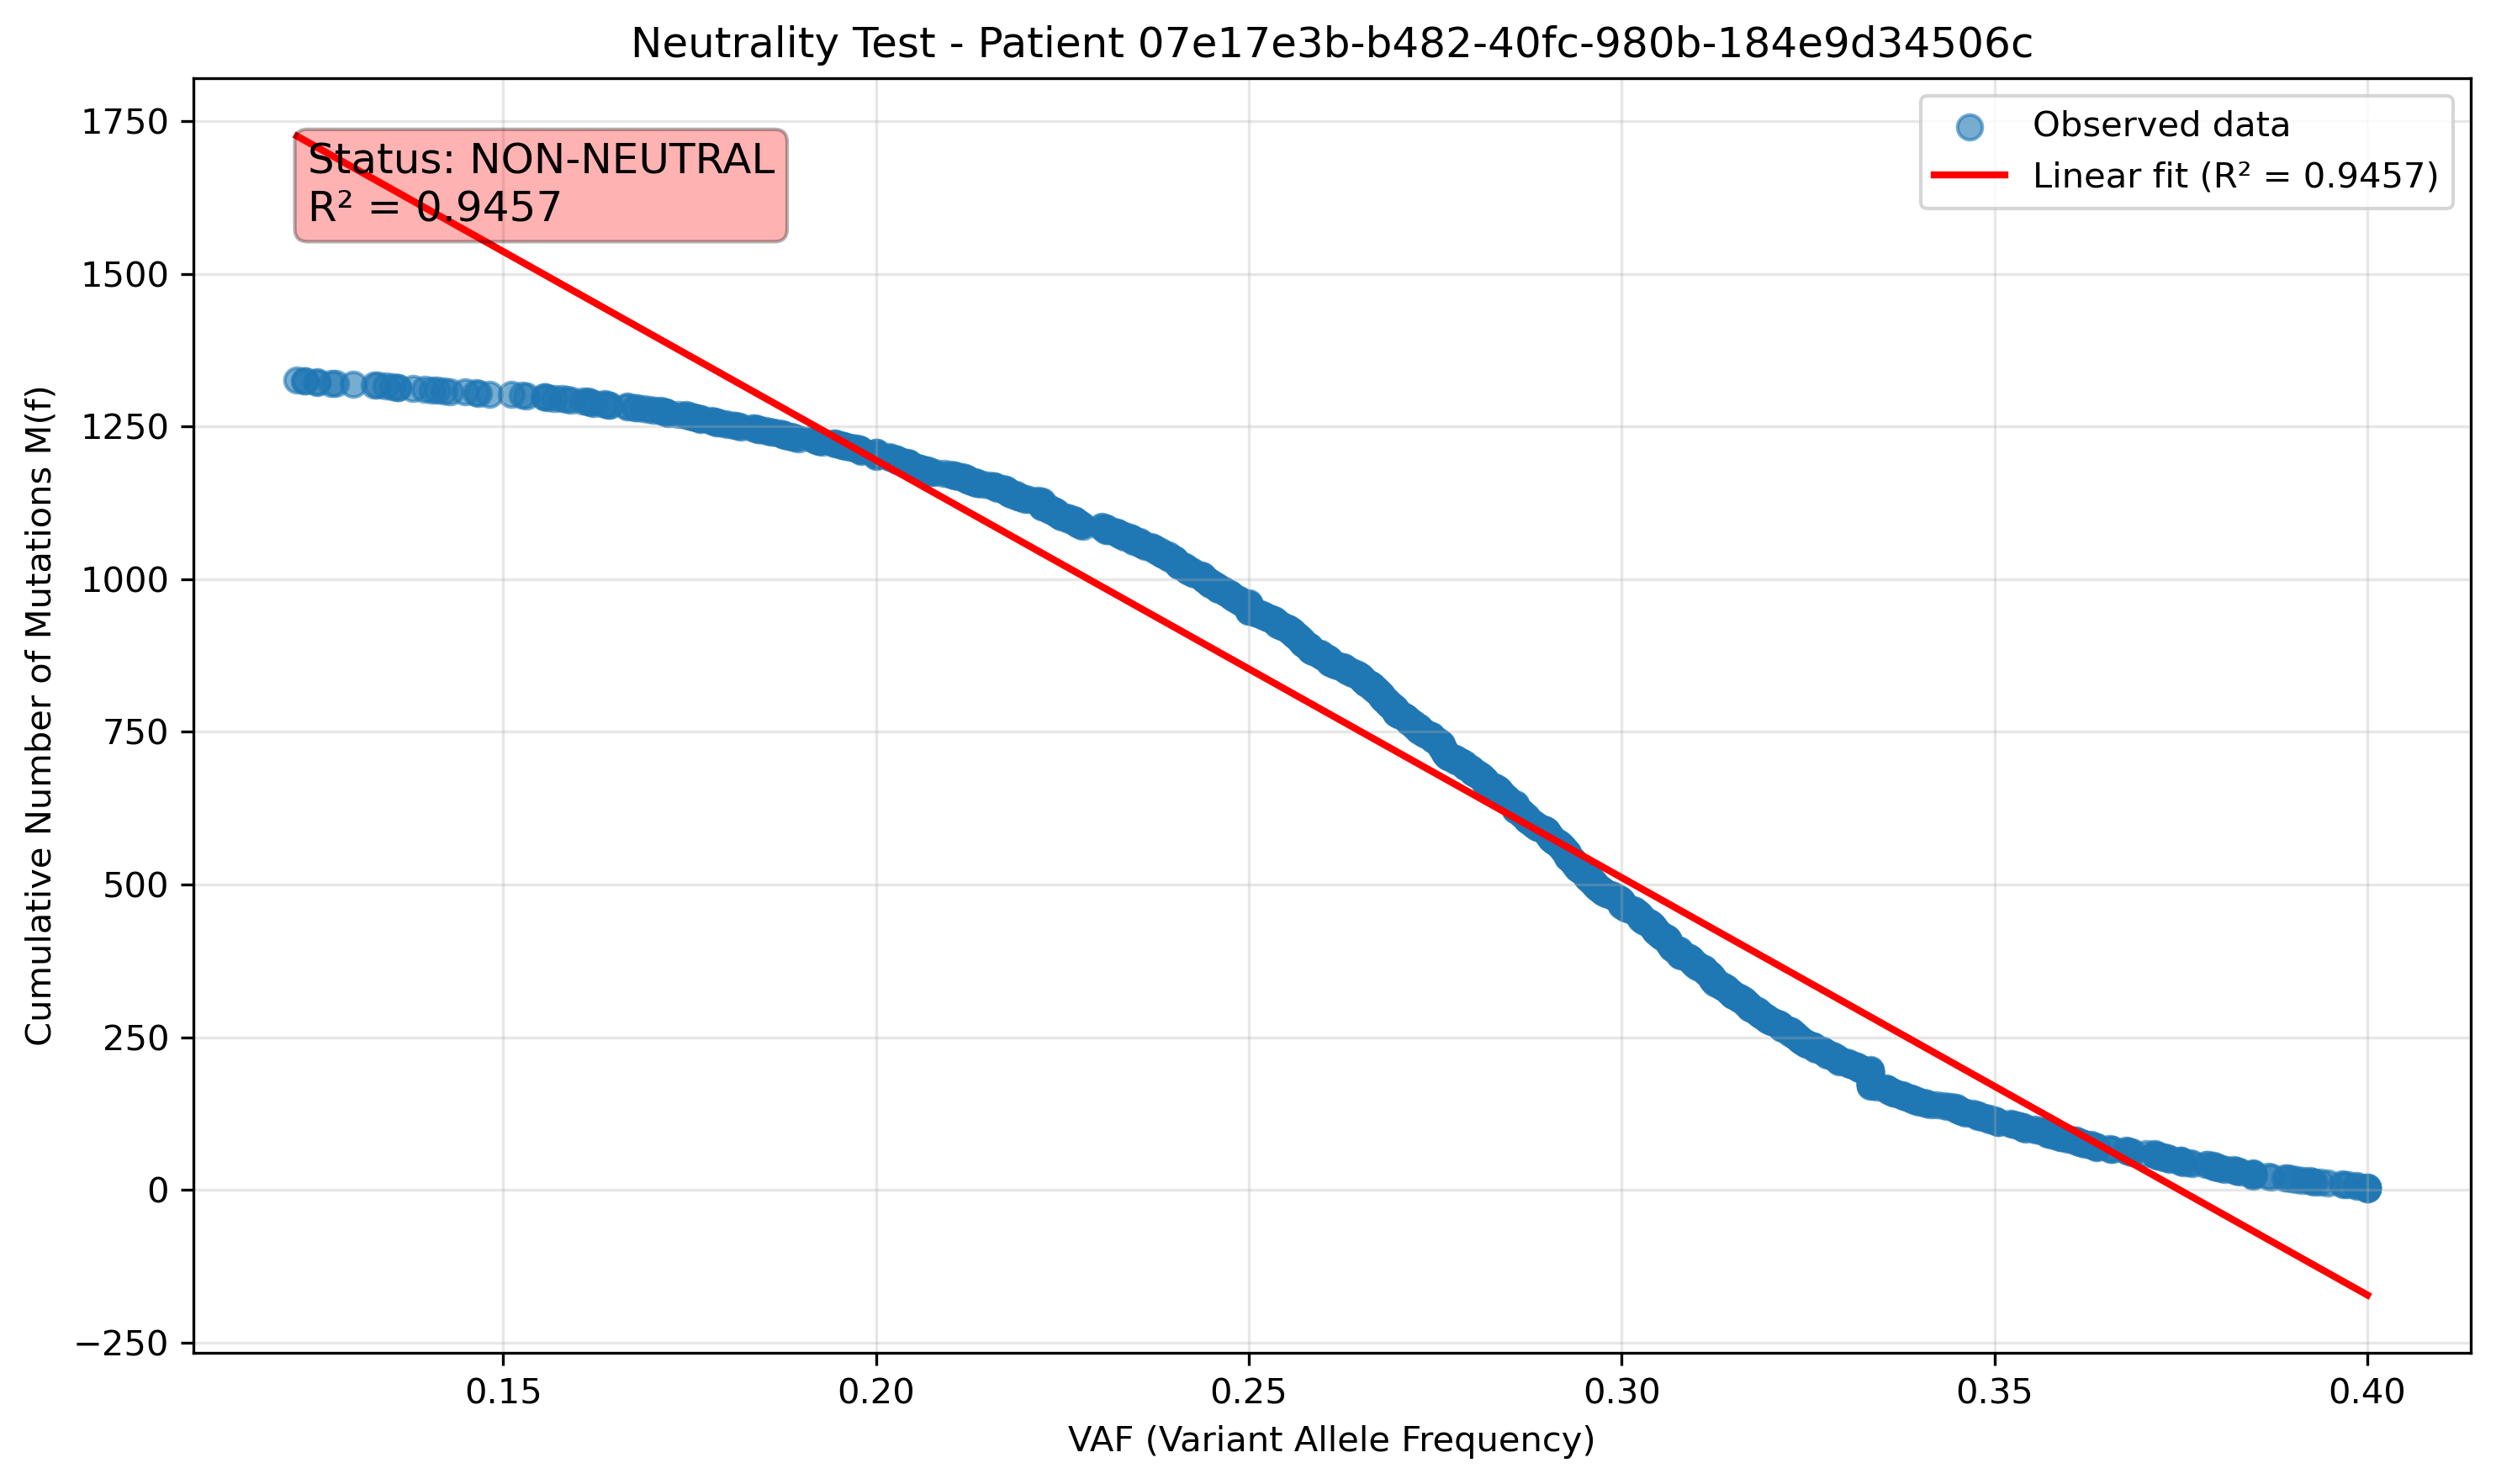 Neutrality Test - Patient 07e17e3b-b482-40fc-980b-184e9d34506c
Status: NON-NEUTRAL
R² = 0.9457
Observed data
Linear fit (R² = 0.9457)
Cumulative Number of Mutations M(f)
1750
1500
1250
1000
750
500
250
0
−250
0.15
0.20
0.25
0.30
0.35
0.40
VAF (Variant Allele Frequency)